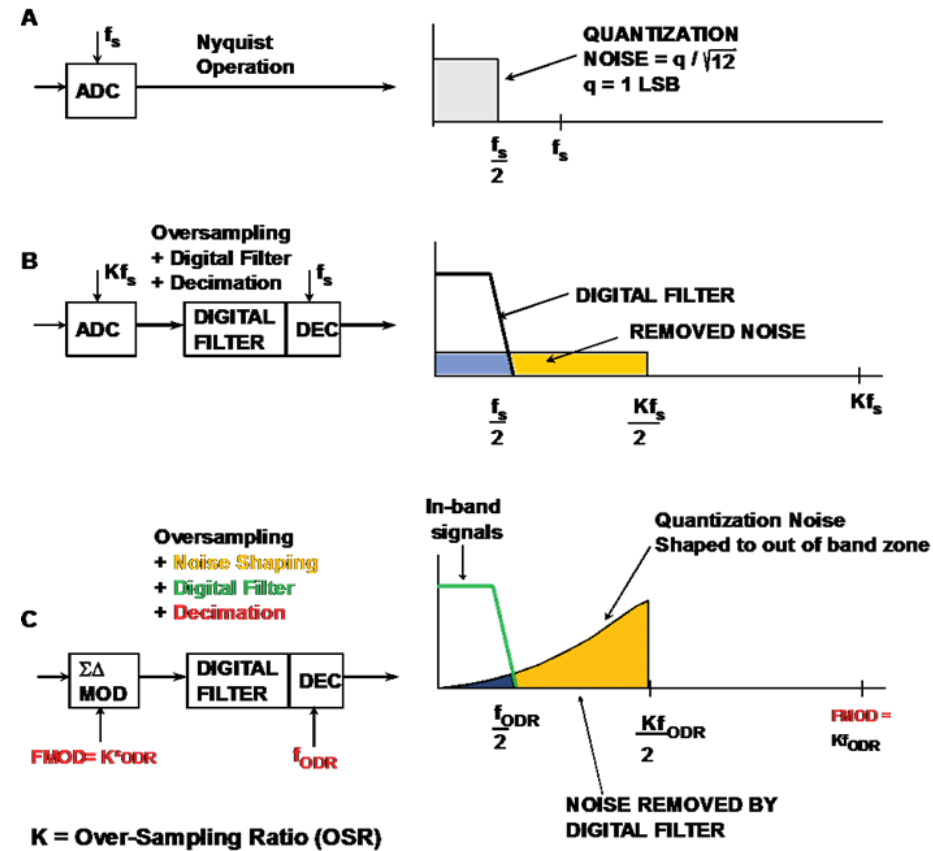 A
fs
ADC
Nyquist
Operation
QUANTIZATION
NOISE = q / √12
q = 1 LSB
fs
2
fs
B
Oversampling
+ Digital Filter
+ Decimation
Kfs
fs
ADC
DIGITAL
FILTER
DEC
DIGITAL FILTER
REMOVED NOISE
fs
2
Kfs
2
Kfs
C
Oversampling
+ Noise Shaping
+ Digital Filter
+ Decimation
ΣΔ
MOD
DIGITAL
FILTER
DEC
FMOD= K*ODR
fODR
In-band
signals
Quantization Noise
Shaped to out of band zone
fODR
2
KfODR
2
FMOD =
KfODR
NOISE REMOVED BY
DIGITAL FILTER
K = Over-Sampling Ratio (OSR)